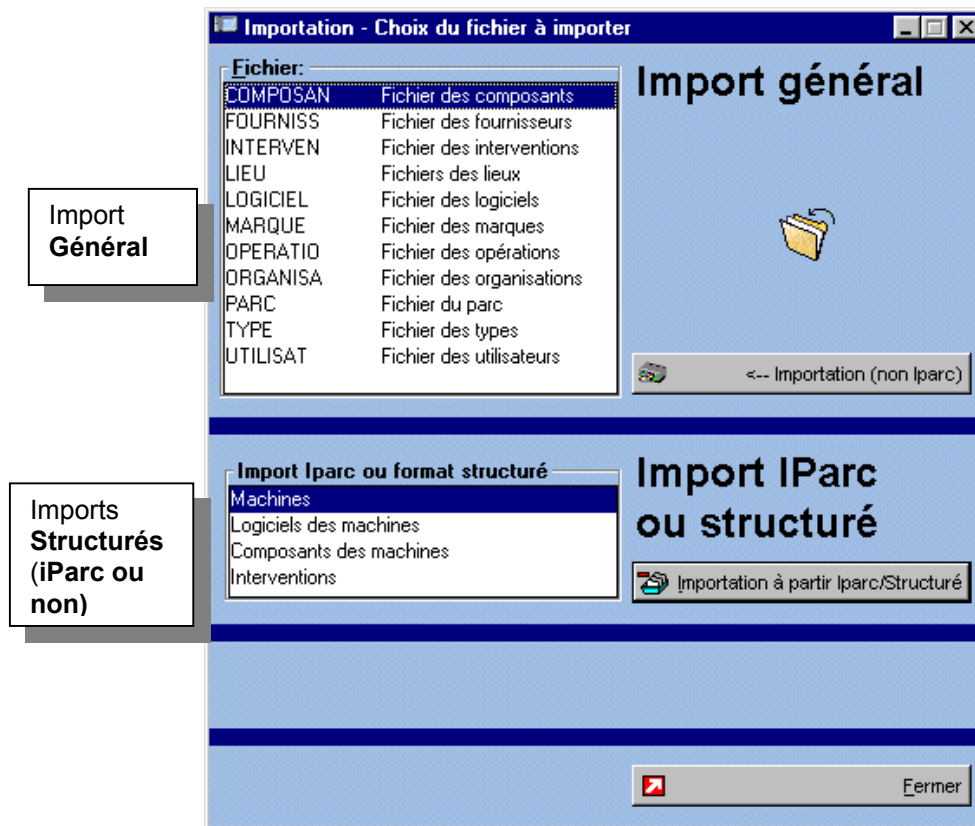 Importation - Choix du fichier à importer
Fichier:
COMPOSAN Fichier des composants
FOURNISS Fichier des fournisseurs
INTERVEN Fichier des interventions
LIEU Fichiers des lieux
LOGICIEL Fichier des logiciels
MARQUE Fichier des marques
OPERATIO Fichier des opérations
ORGANISA Fichier des organisations
PARC Fichier du parc
TYPE Fichier des types
UTILISAT Fichier des utilisateurs
Import général
<-- Importation (non Iparc)
Import
Général
Import Iparc ou format structuré
Machines
Logiciels des machines
Composants des machines
Interventions
Import IParc
ou structuré
Importation à partir Iparc/Structuré
Imports
Structurés
(iParc ou
non)
Fermer